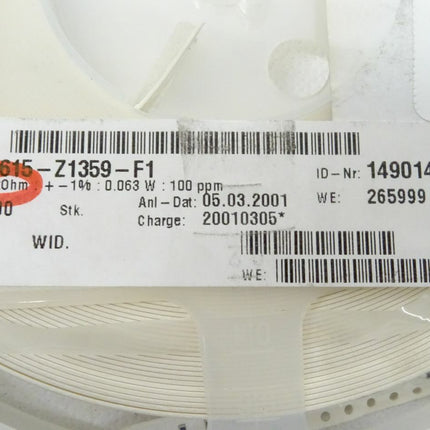 615-Z1359-F1
Ohm : +-1% : 0.063 W : 100 ppm
00 Stk.
WID.
Anl-Dat: 05.03.2001
Charge: 20010305*
ID-Nr: 149014
WE: 265999
WE: